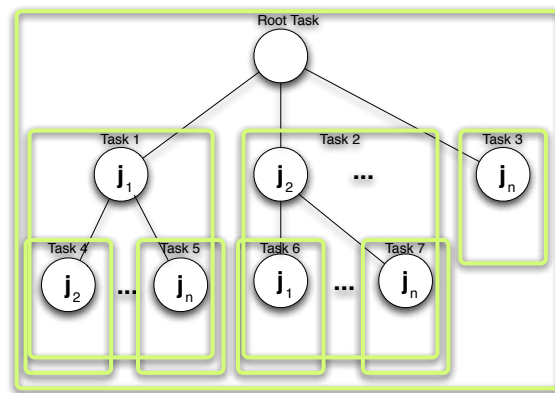 Root Task
Task 1 Task 2 Task 3
j1 j2 ... jn
Task 4 Task 5 Task 6 Task 7
j2 ... jn j1 ... jn